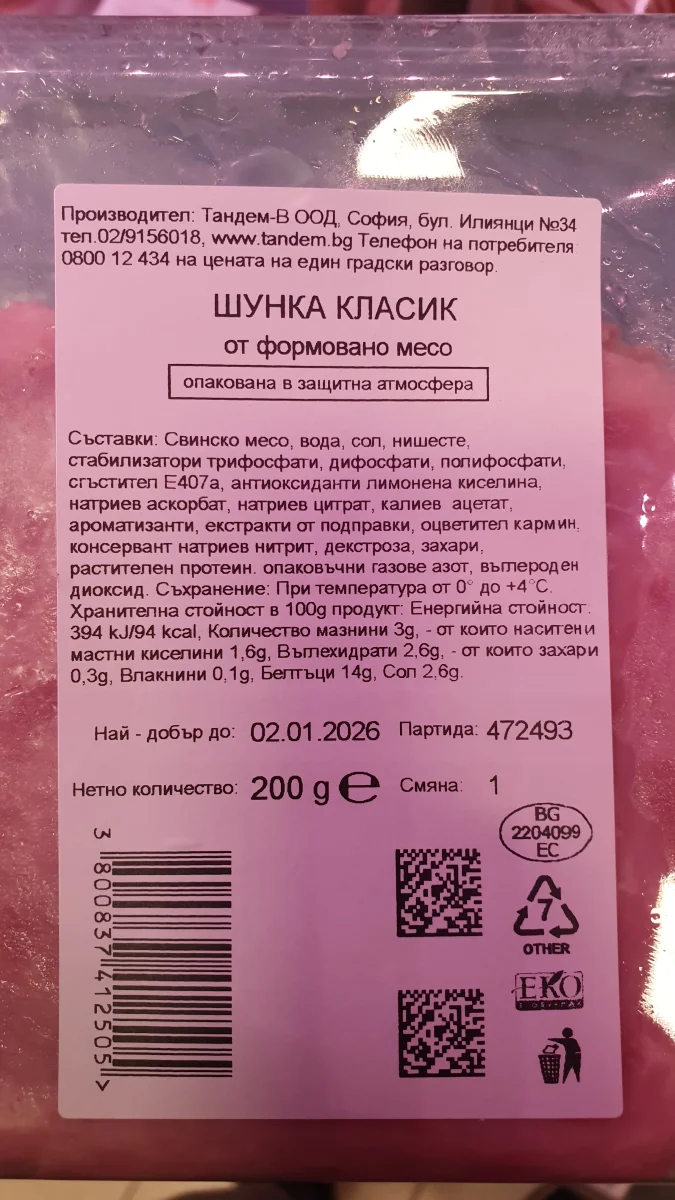 Производител: Тандем-В ООД, София, бул. Илиянци №34
тел.02/9156018, www.tandem.bg Телефон на потребителя
0800 12 434 на цената на един градски разговор.
ШУНКА КЛАСИК
от формовано месо
опакована в защитна атмосфера
Съставки: Свинско месо, вода, сол, нишесте,
стабилизатори трифосфати, дифосфати, полифосфати,
сгъстител Е407а, антиоксиданти лимонена киселина,
натриев аскорбат, натриев цитрат, калиев ацетат,
ароматизанти, екстракти от подправки, оцветител кармин,
консервант натриев нитрит, декстроза, захари,
растителен протеин. опаковъчни газове азот, въглероден
диоксид. Съхранение: При температура от 0° до +4°С.
Хранителна стойност в 100g продукт: Енергийна стойност:
394 kJ/94 kcal, Количество мазнини 3g, - от които наситени
мастни киселини 1,6g, Въглехидрати 2,6g, - от които захари
0,3g, Влакнини 0,1g, Белтъци 14g, Сол 2,6g.
Най - добър до: 02.01.2026 Партида: 472493
Нетно количество: 200 g e Смяна: 1
BG
2204099
EC
7
OTHER
EKO
3 800837 412505 >